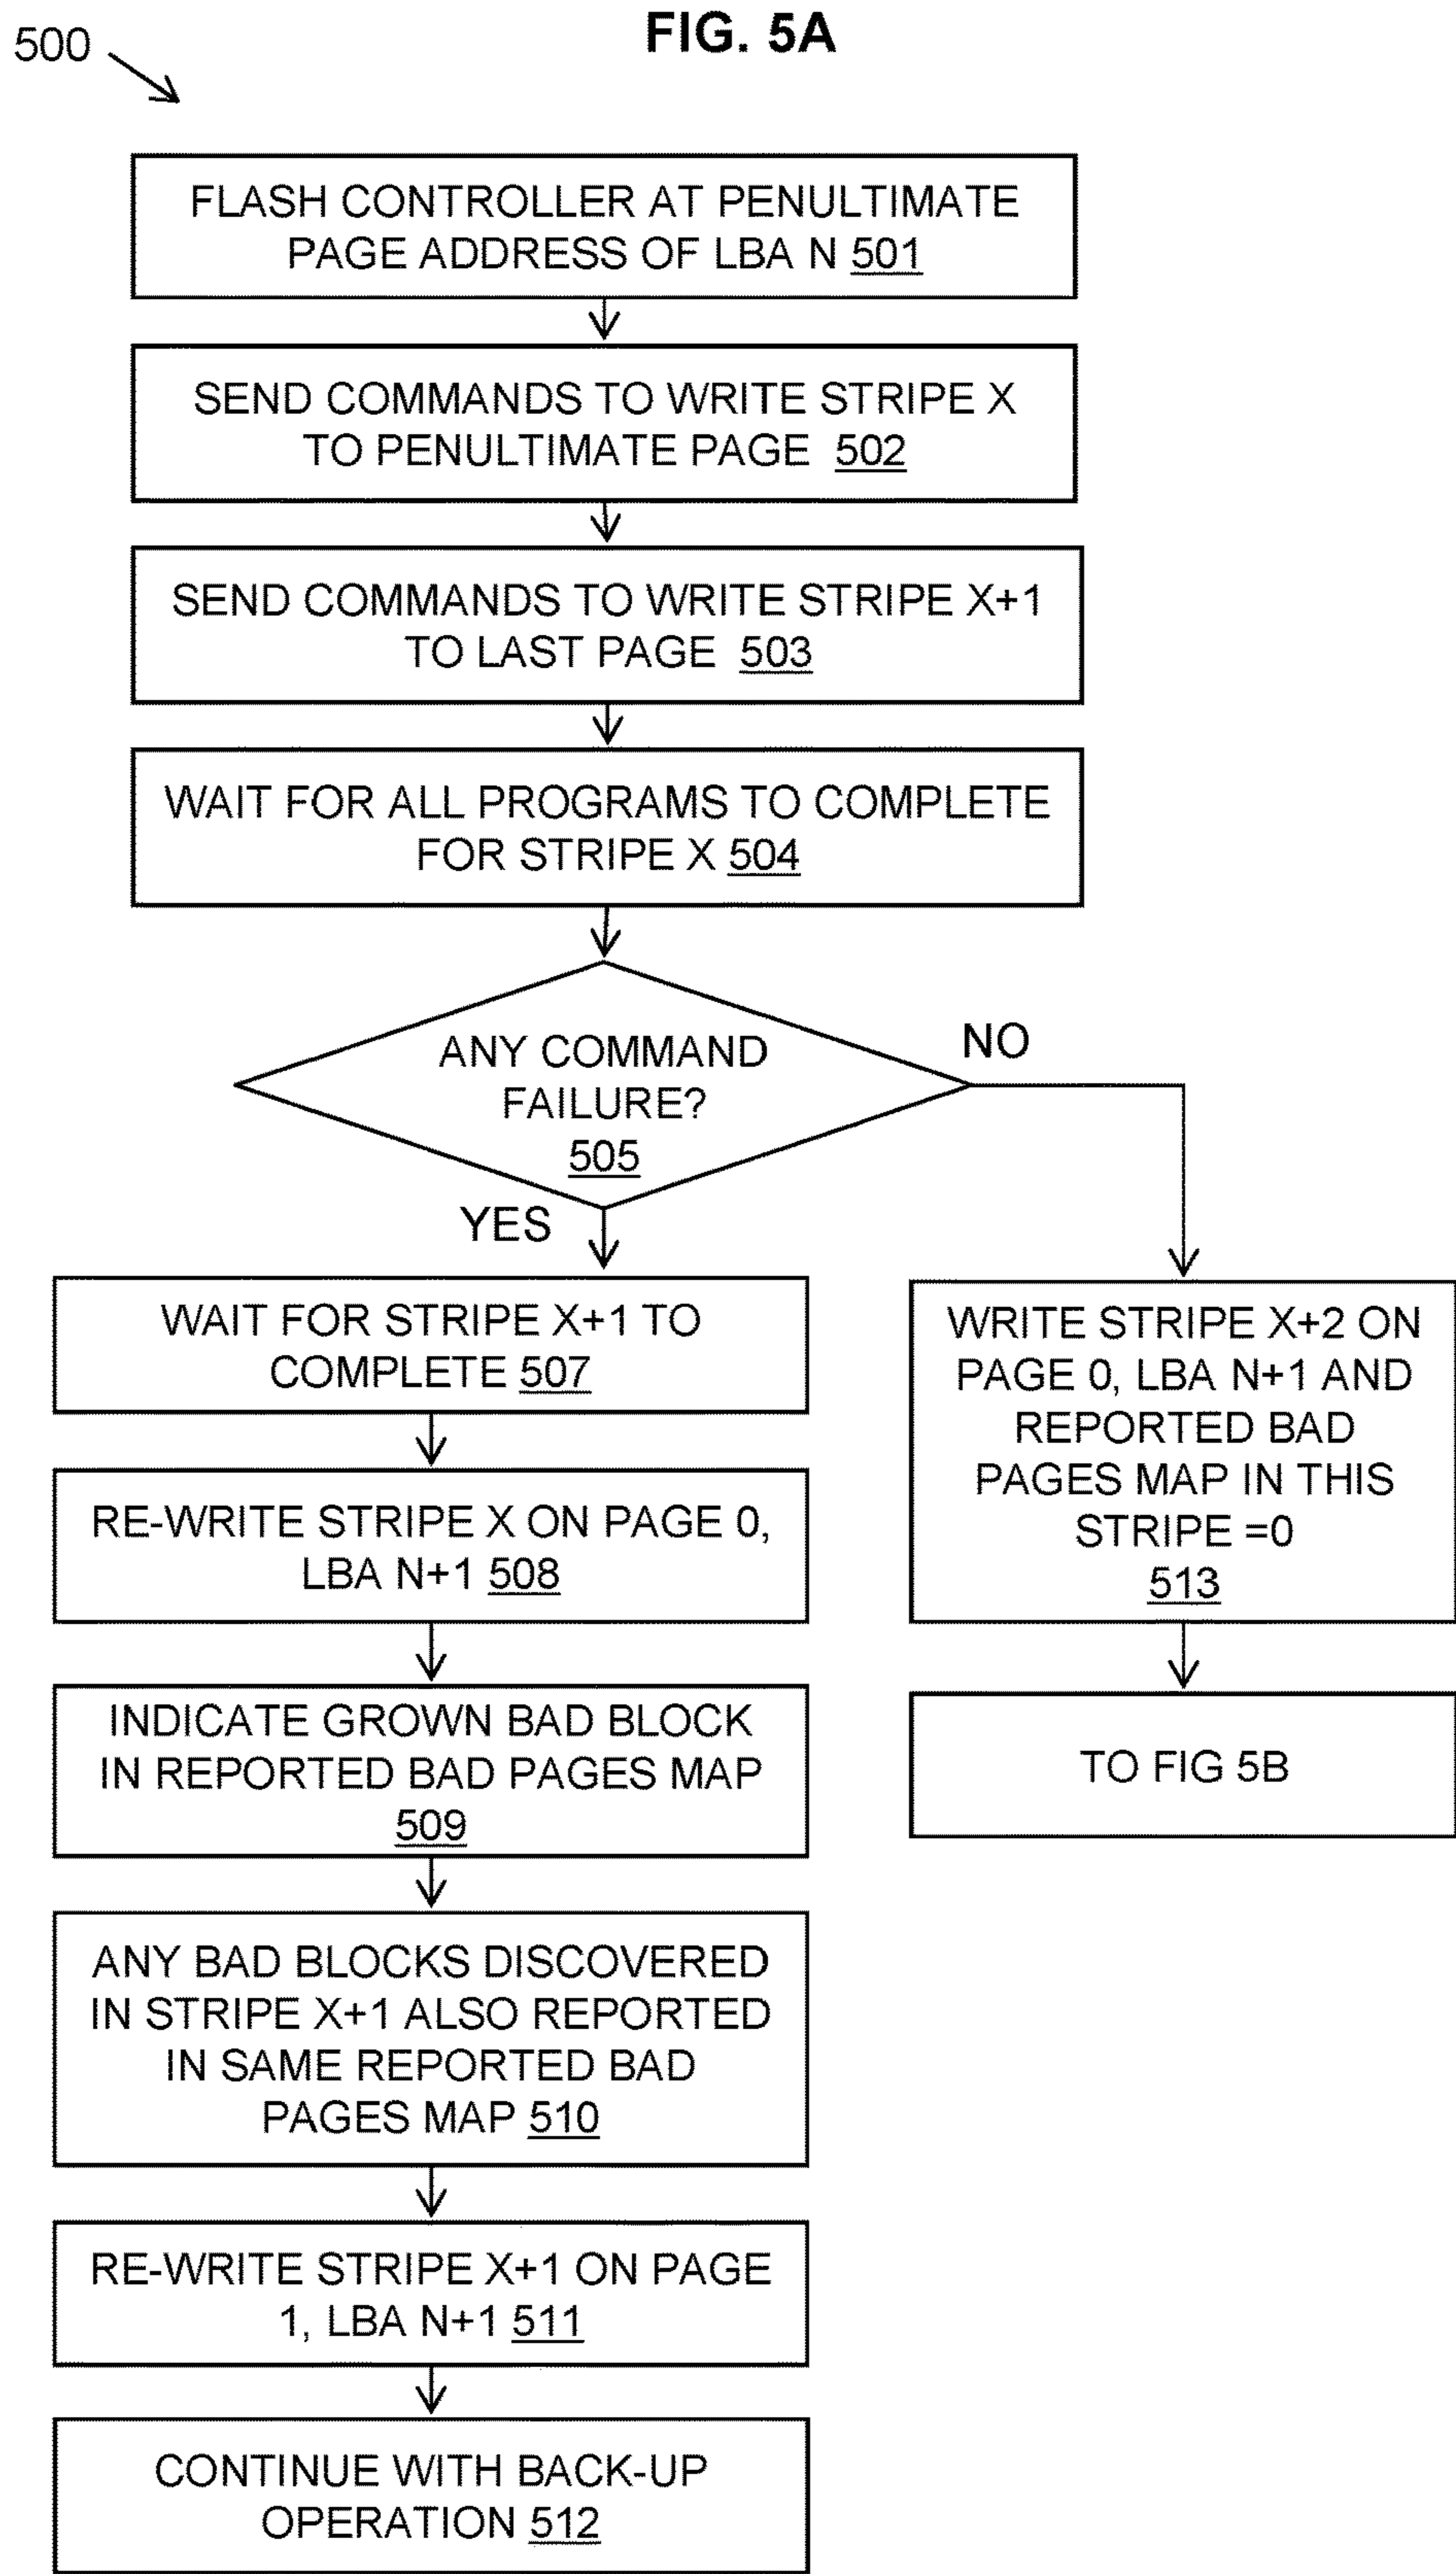 FIG. 5A
500
FLASH CONTROLLER AT PENULTIMATE
PAGE ADDRESS OF LBA N 501
SEND COMMANDS TO WRITE STRIPE X
TO PENULTIMATE PAGE 502
SEND COMMANDS TO WRITE STRIPE X+1
TO LAST PAGE 503
WAIT FOR ALL PROGRAMS TO COMPLETE
FOR STRIPE X 504
ANY COMMAND
FAILURE?
505
NO
YES
WAIT FOR STRIPE X+1 TO
COMPLETE 507
RE-WRITE STRIPE X ON PAGE 0,
LBA N+1 508
INDICATE GROWN BAD BLOCK
IN REPORTED BAD PAGES MAP
509
ANY BAD BLOCKS DISCOVERED
IN STRIPE X+1 ALSO REPORTED
IN SAME REPORTED BAD
PAGES MAP 510
RE-WRITE STRIPE X+1 ON PAGE
1, LBA N+1 511
CONTINUE WITH BACK-UP
OPERATION 512
WRITE STRIPE X+2 ON
PAGE 0, LBA N+1 AND
REPORTED BAD
PAGES MAP IN THIS
STRIPE =0
513
TO FIG 5B